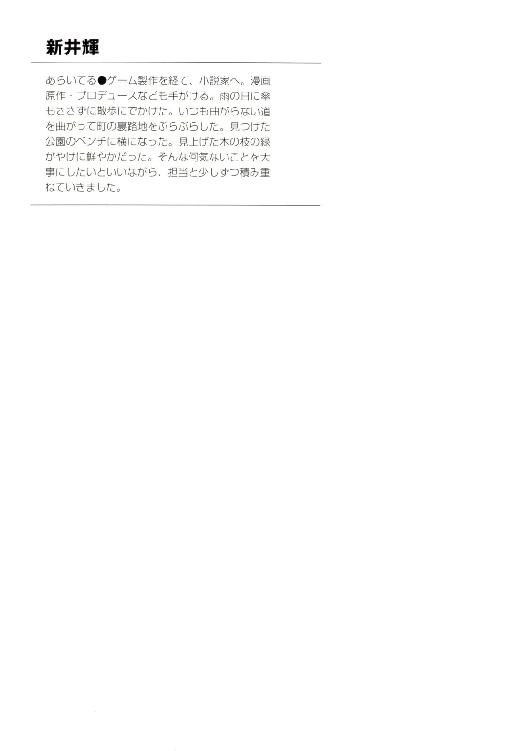 新井輝
あらいてる●ゲーム製作を経て、小説家へ。漫画
原作・プロデュースなども手がける。雨の日に傘
もささずに散歩にでかけた。いつも曲がらない道
を曲がって町の裏路地をぶらぶらした。見つけた
公園のベンチに横になった。見上げた木の枝の緑
がやけに鮮やかだった。そんな何気ないことを大
事にしたいといいながら、担当と少しずつ積み重
ねていきました。